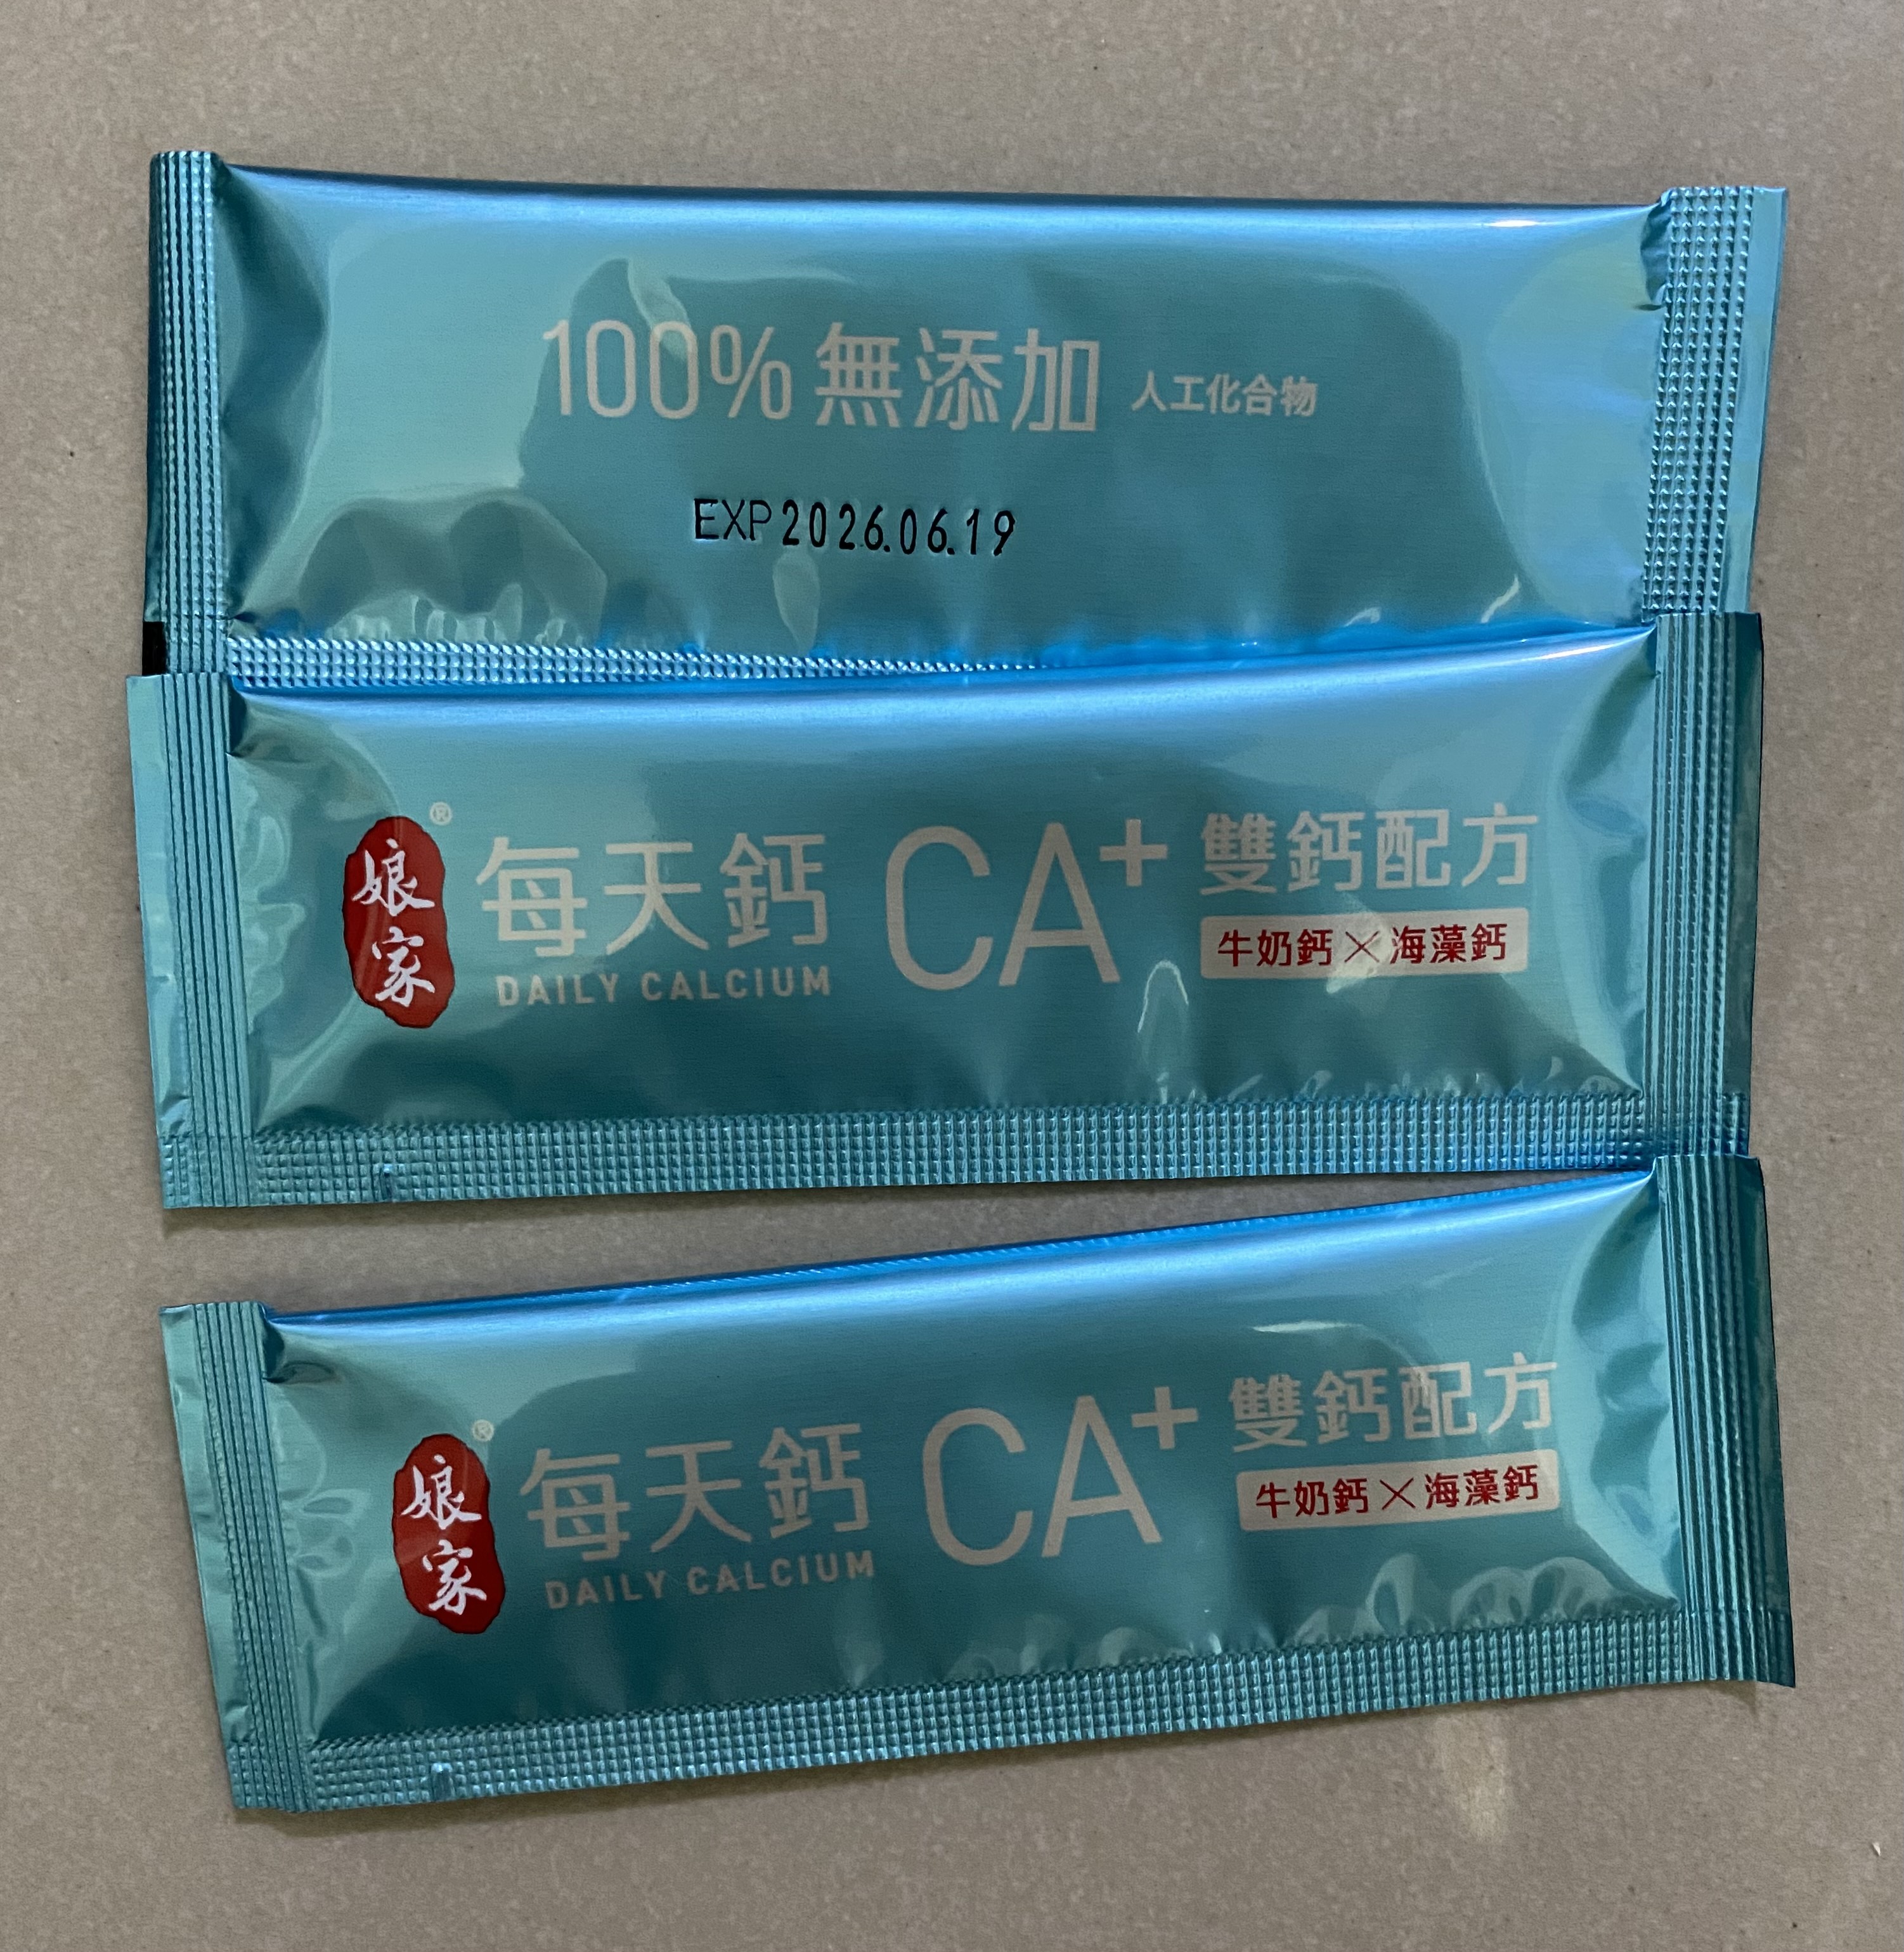 100% 無添加 人工化合物
EXP 2026.06.19
娘家®
每天鈣 CA+ 雙鈣配方
DAILY CALCIUM
牛奶鈣×海藻鈣
娘家®
每天鈣 CA+ 雙鈣配方
DAILY CALCIUM
牛奶鈣×海藻鈣